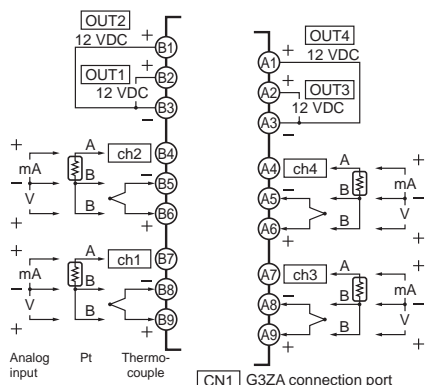 OUT2
12 VDC
+
B1
+
B2
OUT1
12 VDC
B3
−
B4
ch2
A
+
mA
B
−
B5
−
V
B
B6
+
+
B7
ch1
A
+
mA
B
−
B8
−
V
B
B9
+
+
Analog input
Pt
Thermo-
couple
OUT4
12 VDC
+
A1
+
A2
OUT3
12 VDC
A3
−
A4
ch4
A
+
mA
A5
−
B
−
V
A6
+
B
+
A7
ch3
A
+
mA
A8
−
B
−
V
A9
+
B
+
CN1 G3ZA connection port